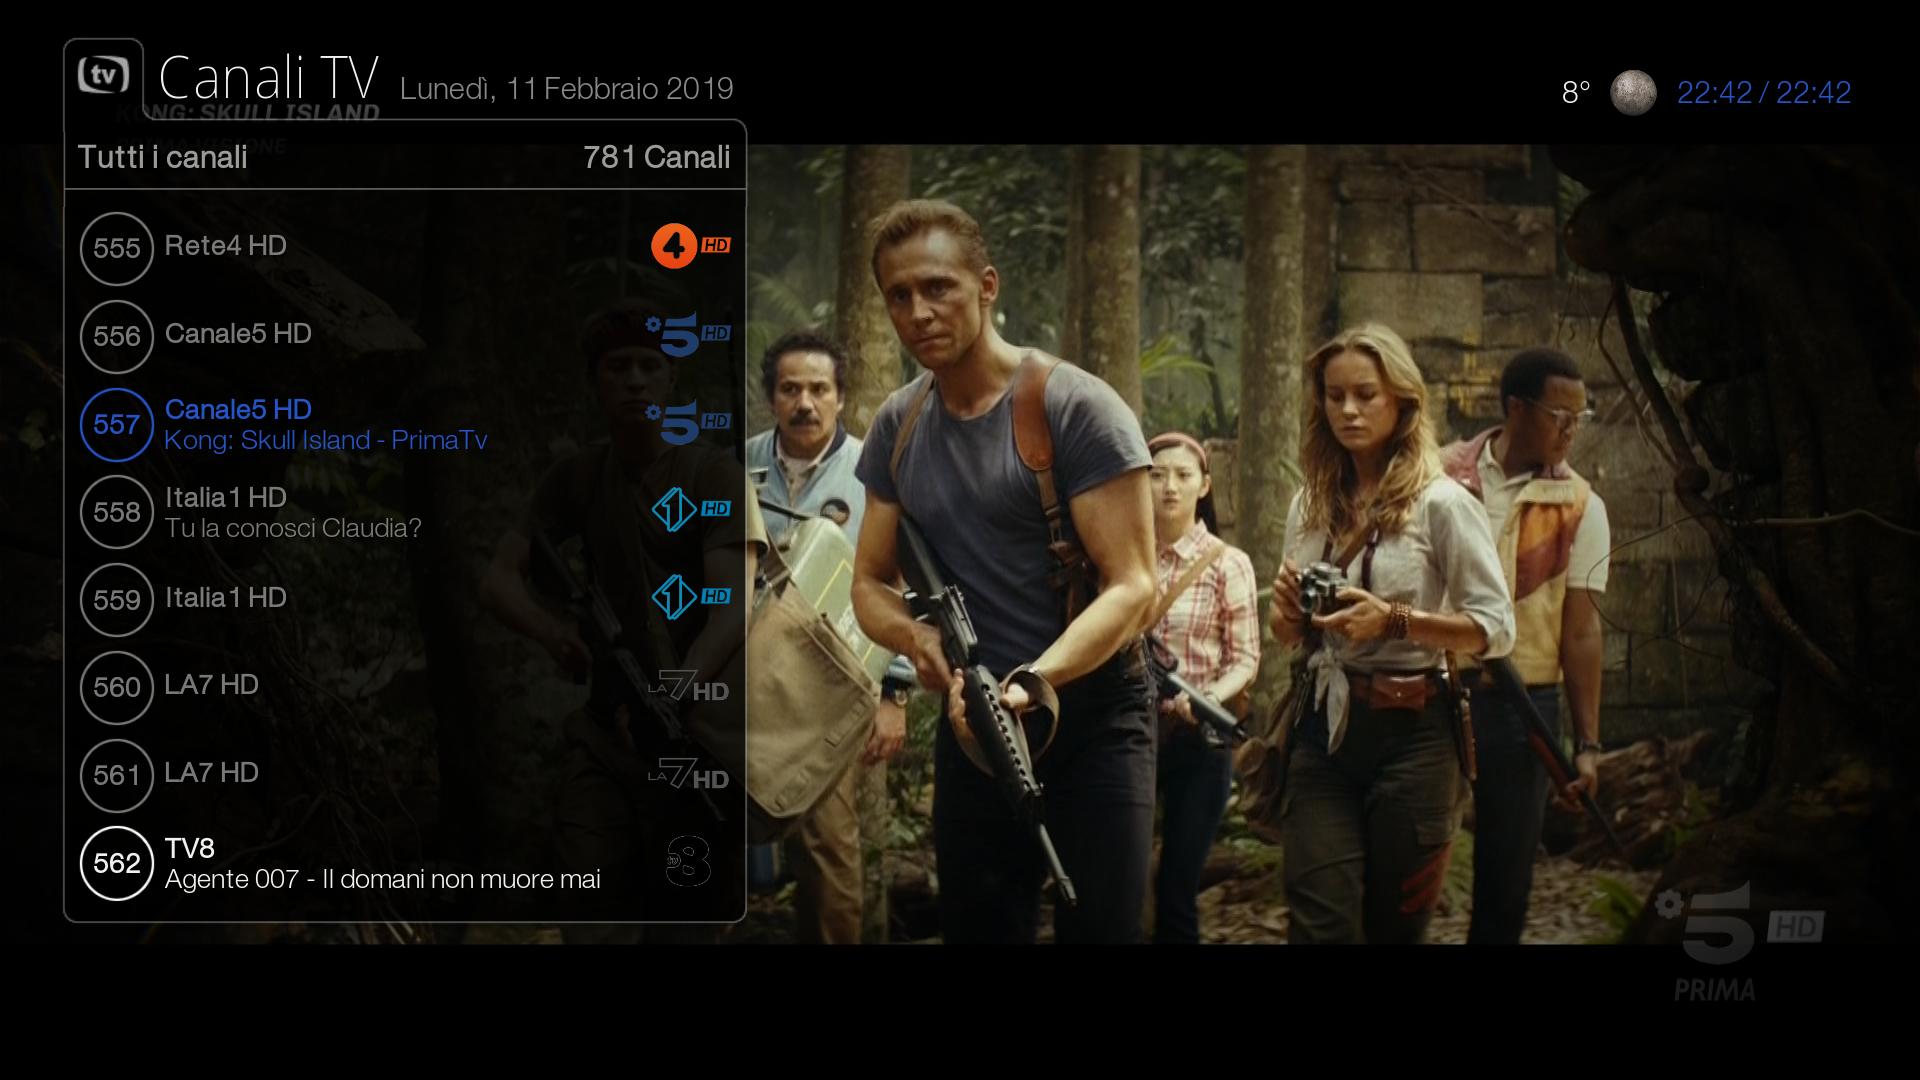 tv
Canali TV
Lunedì, 11 Febbraio 2019
8°
22:42 / 22:42
KONG: SKULL ISLAND
Tutti i canali
781 Canali
555
Rete4 HD
4 HD
556
Canale5 HD
5 HD
557
Canale5 HD
Kong: Skull Island - PrimaTv
5 HD
558
Italia1 HD
Tu la conosci Claudia?
1 HD
559
Italia1 HD
1 HD
560
LA7 HD
LA7 HD
561
LA7 HD
LA7 HD
562
TV8
Agente 007 - Il domani non muore mai
tv8
5 HD
PRIMA